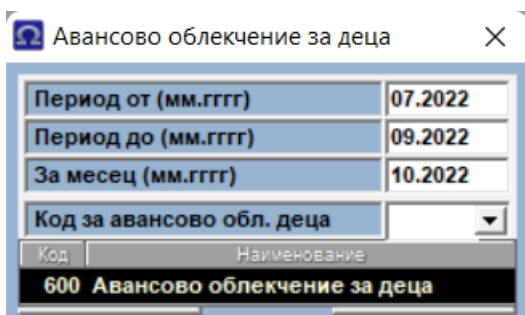 Авансово облекчение за деца
Период от (мм.гггг) 07.2022
Период до (мм.гггг) 09.2022
За месец (мм.гггг) 10.2022
Код за авансово обл. деца
Код Наименование
600 Авансово облекчение за деца